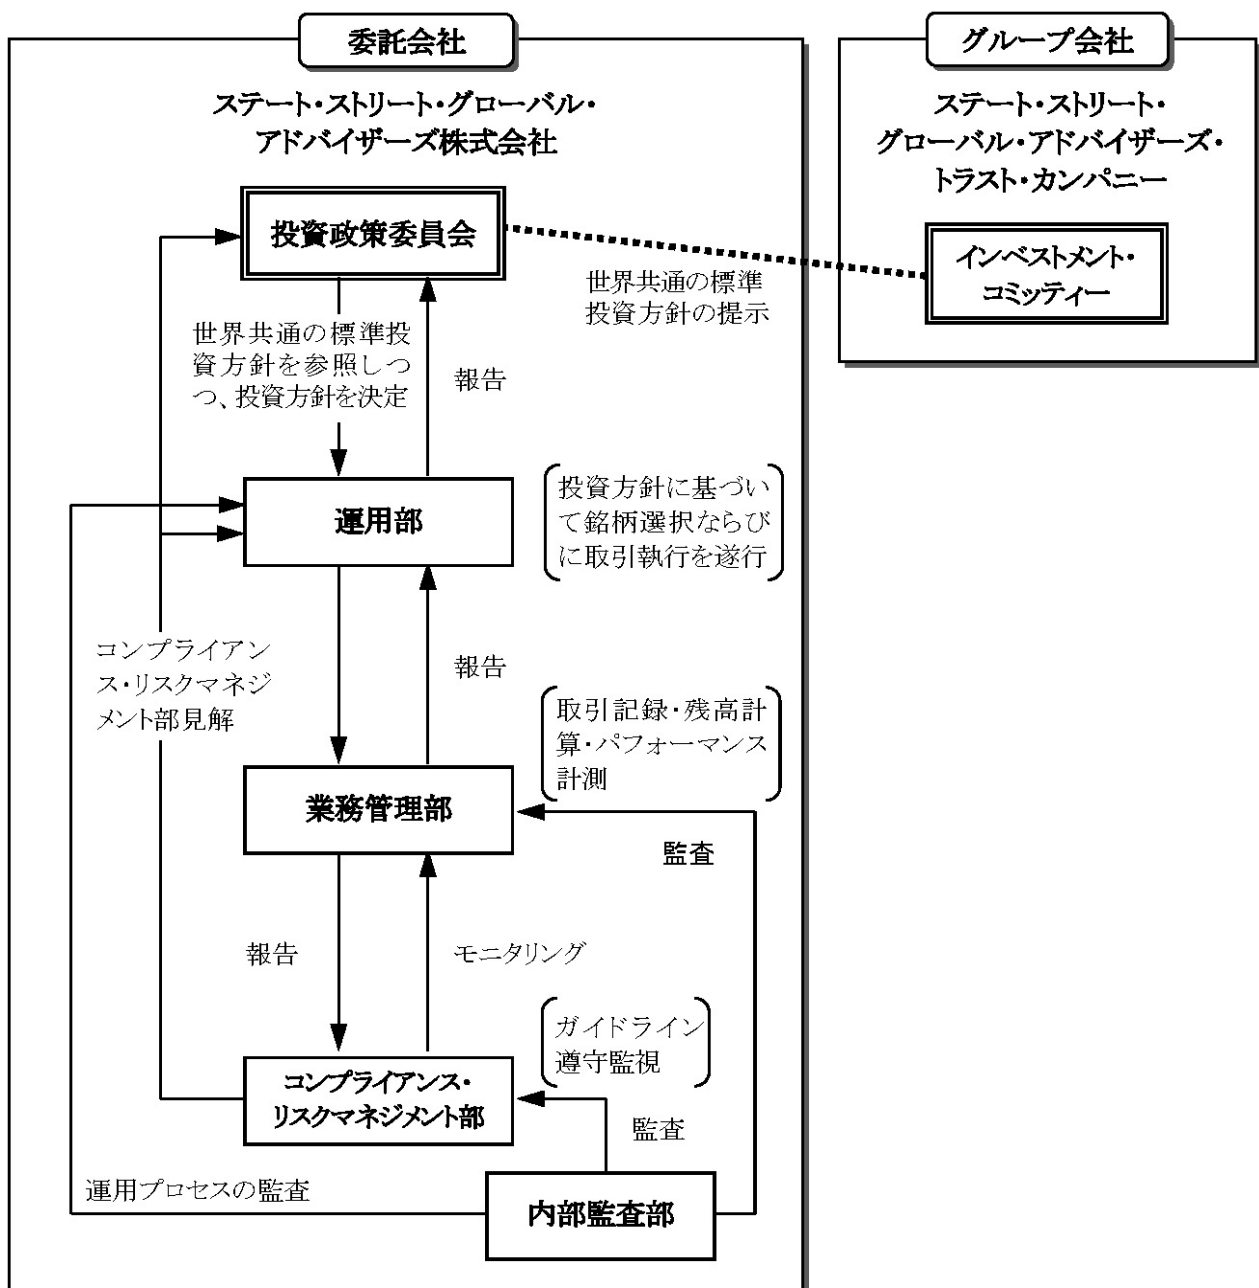 委託会社
ステート・ストリート・グローバル・
アドバイザーズ株式会社
グループ会社
ステート・ストリート・
グローバル・アドバイザーズ・
トラスト・カンパニー
投資政策委員会
インベストメント・
コミッティー
世界共通の標準
投資方針の提示
世界共通の標準投
資方針を参照しつ
つ、投資方針を決定
報告
運用部
投資方針に基づい
て銘柄選択ならび
に取引執行を遂行
コンプライアン
ス・リスクマネジ
メント部見解
報告
取引記録・残高計
算・パフォーマンス
計測
業務管理部
監査
報告
モニタリング
ガイドライン
遵守監視
コンプライアンス・
リスクマネジメント部
監査
運用プロセスの監査
内部監査部